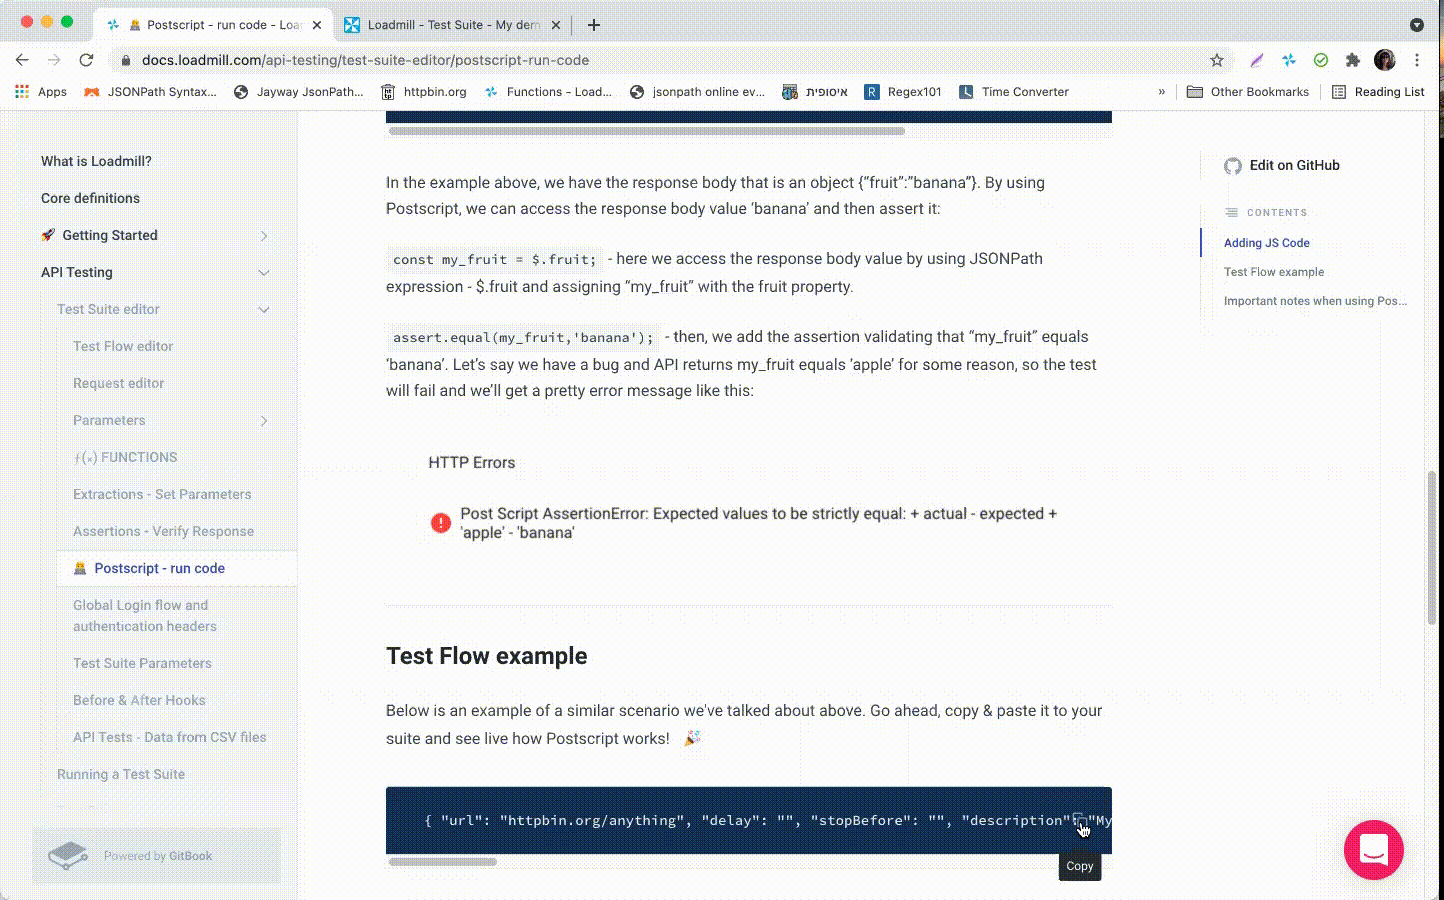 Postscript - run code - Loa
Loadmill - Test Suite - My dem
docs.loadmill.com/api-testing/test-suite-editor/postscript-run-code
Apps
JSONPath Syntax...
Jayway JsonPath...
httpbin.org
Functions - Load...
jsonpath online ev...
איסופית
Regex101
Time Converter
»
Other Bookmarks
Reading List
What is Loadmill?
Core definitions
Getting Started
API Testing
Test Suite editor
Test Flow editor
Request editor
Parameters
ƒ(×) FUNCTIONS
Extractions - Set Parameters
Assertions - Verify Response
Postscript - run code
Global Login flow and
authentication headers
Test Suite Parameters
Before & After Hooks
API Tests - Data from CSV files
Running a Test Suite
Powered by GitBook
In the example above, we have the response body that is an object {“fruit”:”banana”}. By using
Postscript, we can access the response body value ‘banana’ and then assert it:
const my_fruit = $.fruit; - here we access the response body value by using JSONPath
expression - $.fruit and assigning “my_fruit” with the fruit property.
assert.equal(my_fruit,'banana'); - then, we add the assertion validating that “my_fruit” equals
‘banana’. Let’s say we have a bug and API returns my_fruit equals ‘apple’ for some reason, so the test
will fail and we’ll get a pretty error message like this:
HTTP Errors
Post Script AssertionError: Expected values to be strictly equal: + actual - expected +
'apple' - 'banana'
Test Flow example
Below is an example of a similar scenario we've talked about above. Go ahead, copy & paste it to your
suite and see live how Postscript works!
{ "url": "httpbin.org/anything", "delay": "", "stopBefore": "", "description": "My
Copy
Edit on GitHub
CONTENTS
Adding JS Code
Test Flow example
Important notes when using Pos...